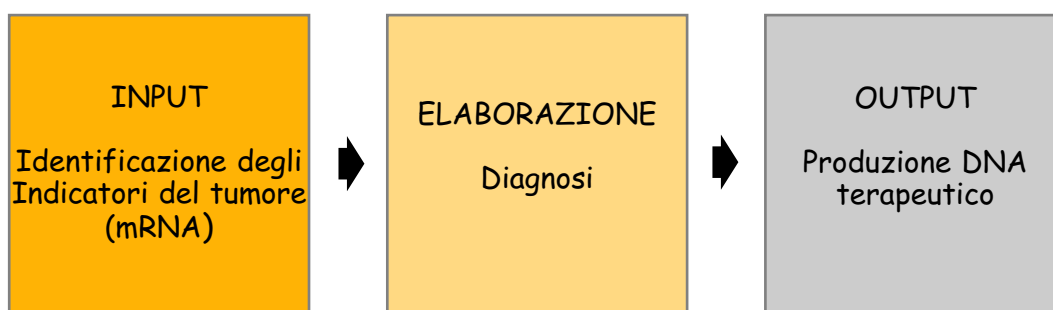 INPUT
Identificazione degli
Indicatori del tumore
(mRNA)
ELABORAZIONE
Diagnosi
OUTPUT
Produzione DNA
terapeutico